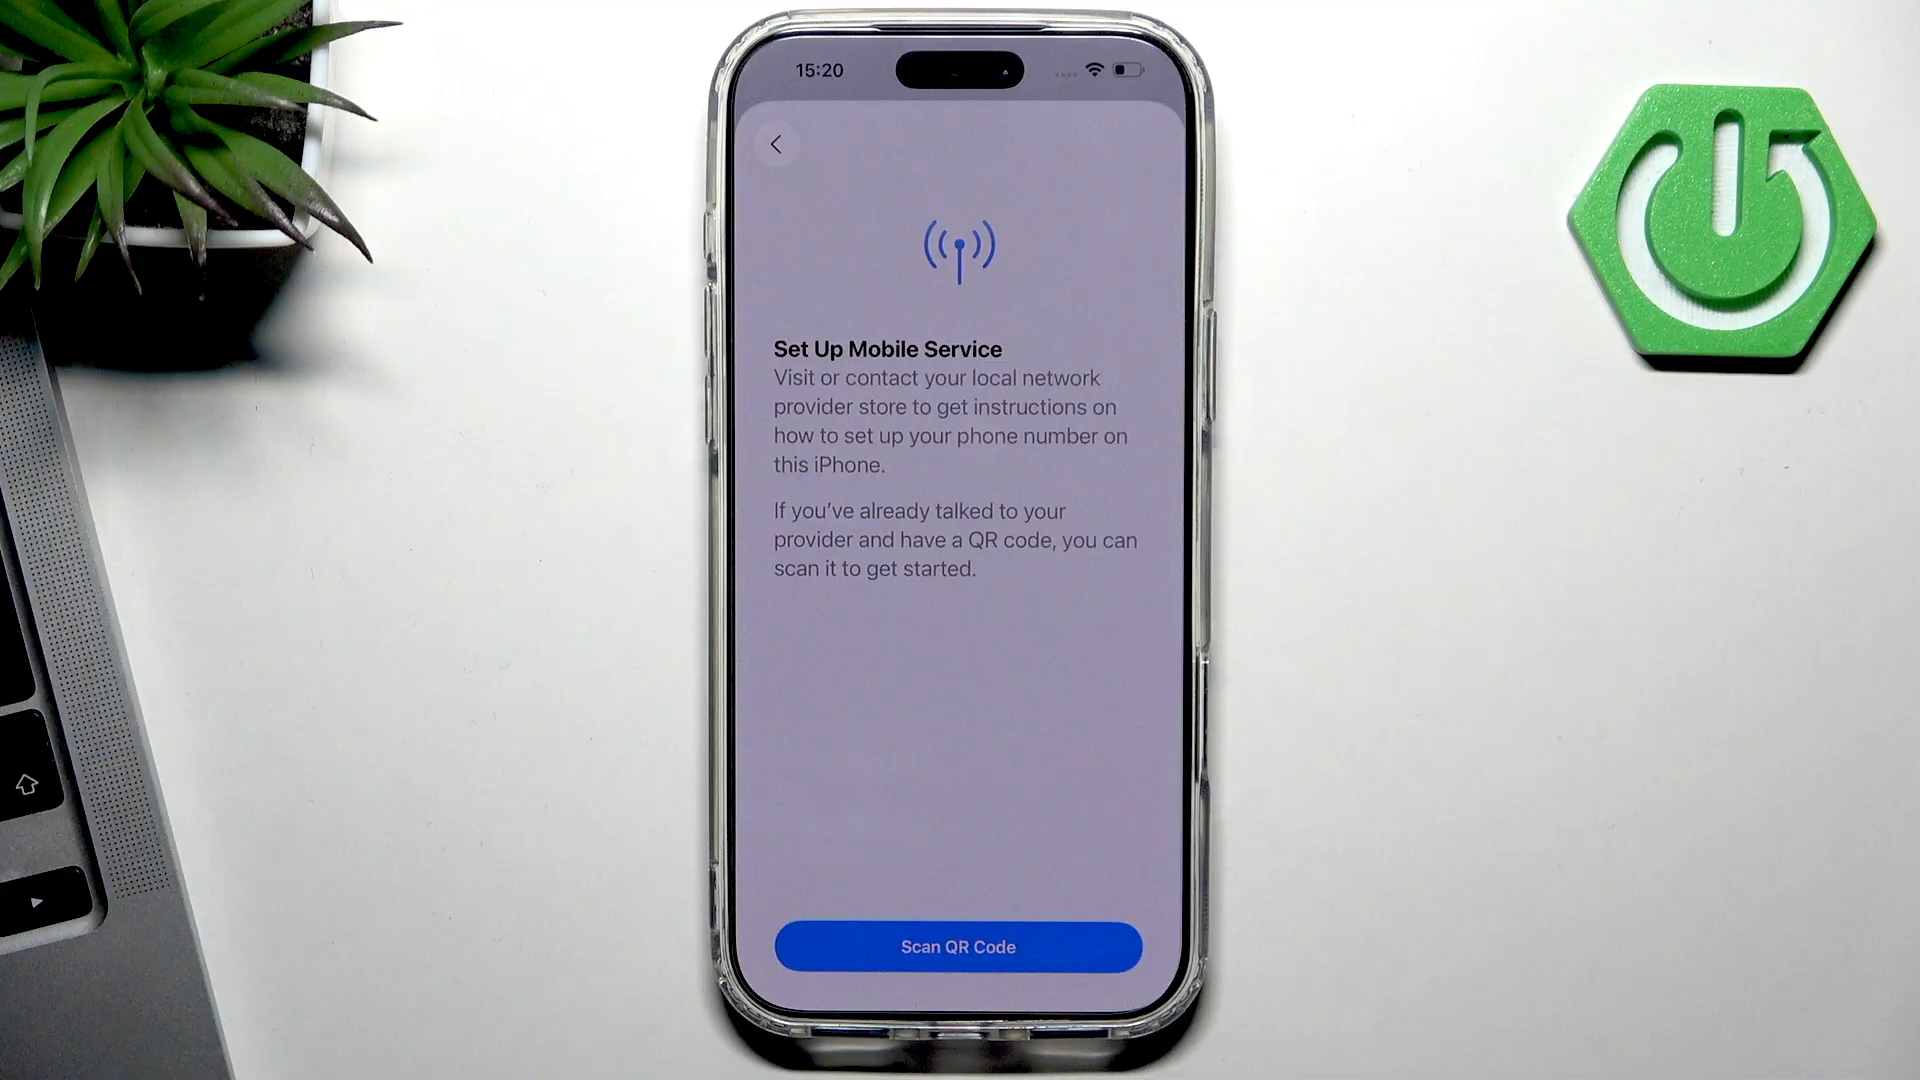 15:20
Set Up Mobile Service
Visit or contact your local network
provider store to get instructions on
how to set up your phone number on
this iPhone.
If you’ve already talked to your
provider and have a QR code, you can
scan it to get started.
Scan QR Code